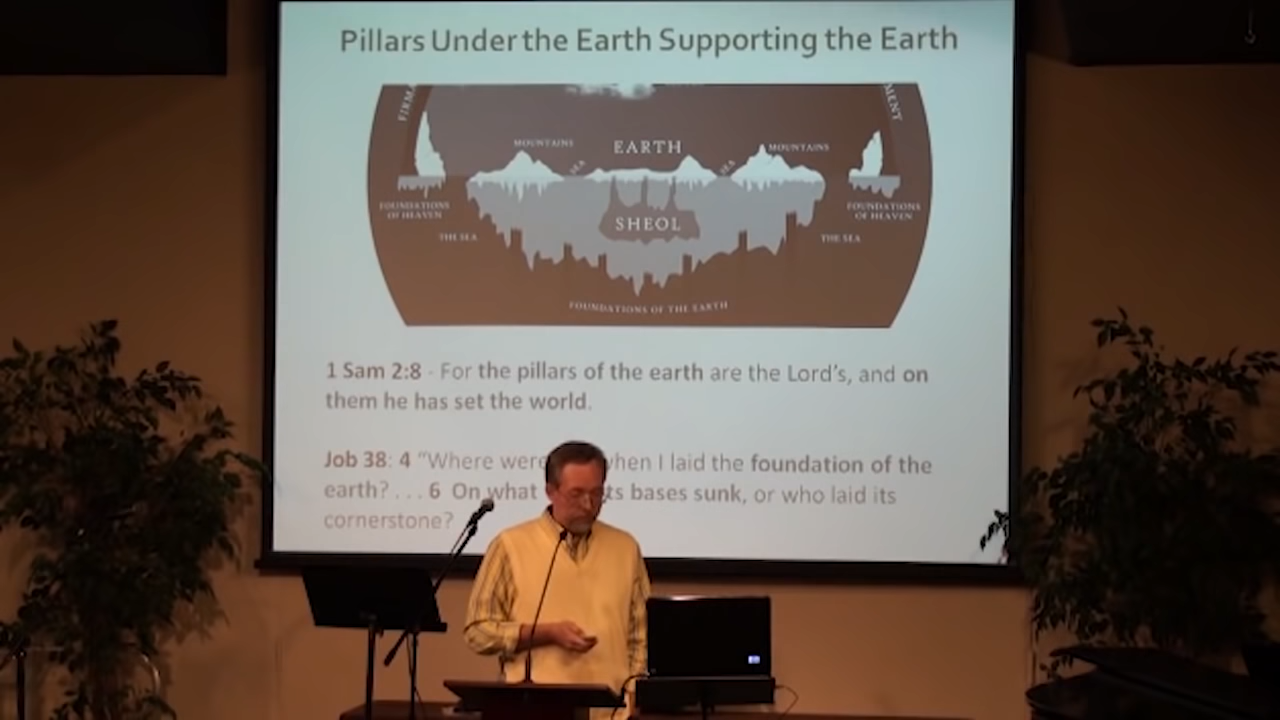 Pillars Under the Earth Supporting the Earth
FIRMA
MENT
MOUNTAINS
EARTH
MOUNTAINS
SEA
SEA
FOUNDATIONS
OF HEAVEN
SHEOL
FOUNDATIONS
OF HEAVEN
THE SEA
THE SEA
FOUNDATIONS OF THE EARTH
1 Sam 2:8 - For the pillars of the earth are the Lord's, and on
them he has set the world.
Job 38: 4 "Where were when I laid the foundation of the
earth? . . . 6 On what ts bases sunk, or who laid its
cornerstone?